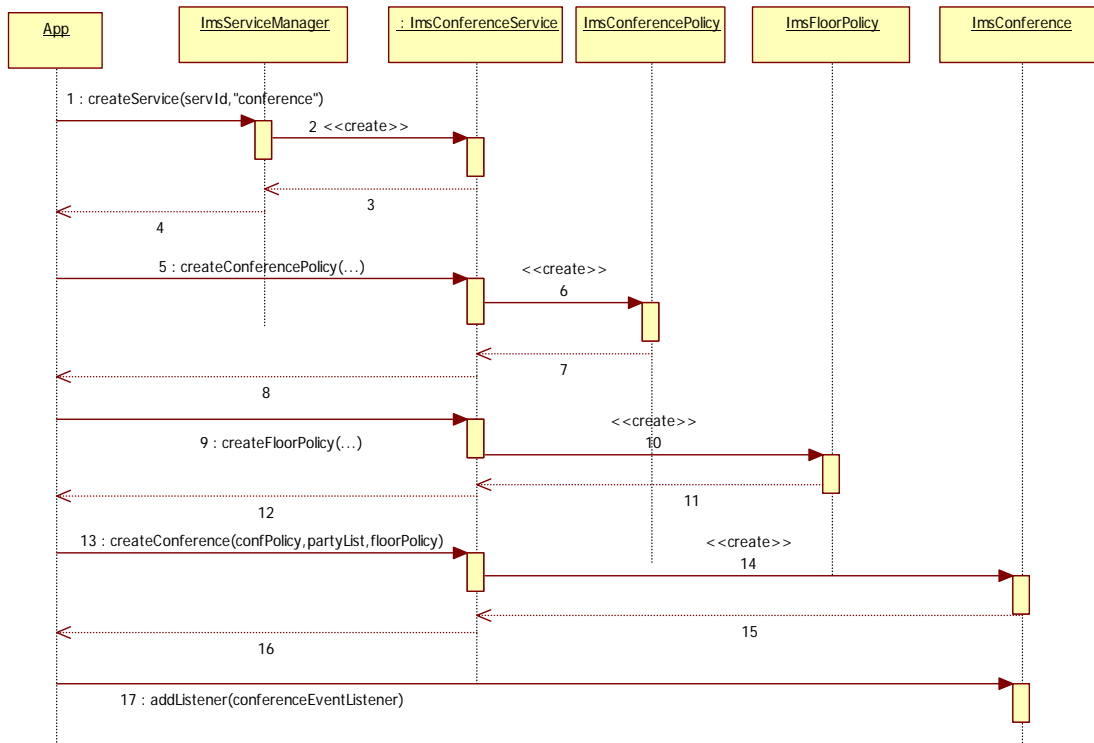 App
ImsServiceManager
: ImsConferenceService
ImsConferencePolicy
ImsFloorPolicy
ImsConference
1 : createService(servId,"conference")
2 <<create>>
3
4
5 : createConferencePolicy(...)
<<create>>
6
7
8
9 : createFloorPolicy(...)
<<create>>
10
11
12
13 : createConference(confPolicy,partyList,floorPolicy)
<<create>>
14
15
16
17 : addListener(conferenceEventListener)